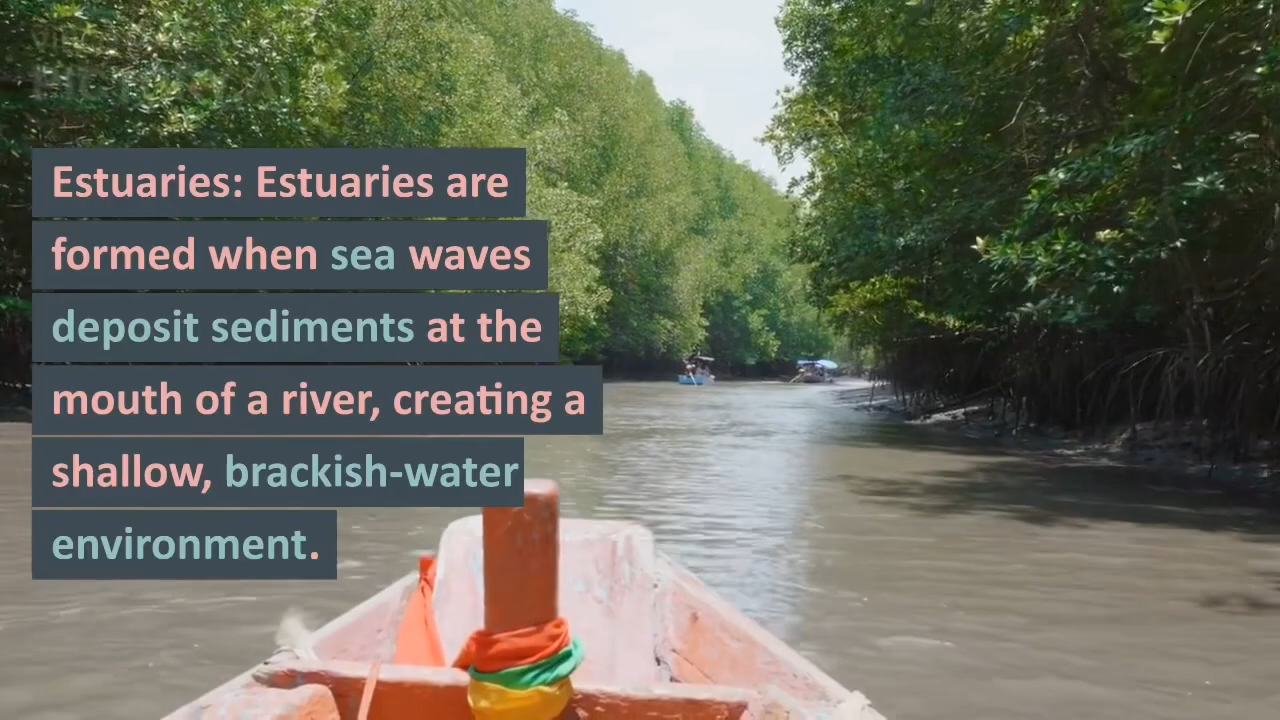 Estuaries: Estuaries are
formed when sea waves
deposit sediments at the
mouth of a river, creating a
shallow, brackish-water
environment.